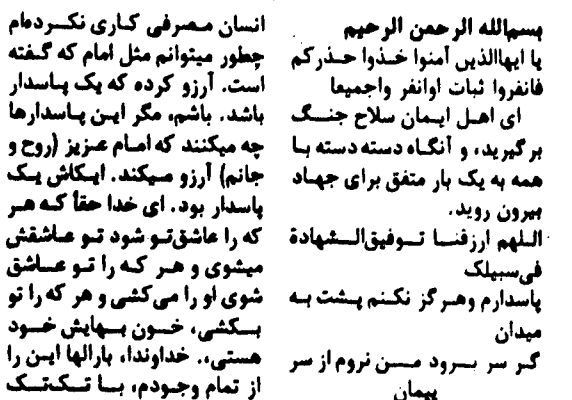 بسم‌الله الرحمن الرحیم
یا ایهاالذین آمنوا خذوا حذرکم
فانفروا ثبات اوانفر واجمیعا
ای اهل ایمان سلاح جنگ
برگیرید، و آنگاه دسته دسته با
همه به یک بار متفق برای جهاد
بیرون روید.
اللهم ارزقنا توفیق‌الشهادة
فی‌سبیلک
پاسدارم وهرگز نکنم پشت به
میدان
گر سر برود من نروم از سر
پیمان
انسان مصرفی کاری نکرده‌ام
چطور میتوانم مثل امام که گفته
است. آرزو کرده که یک پاسدار
باشد. باشم، مگر این پاسدارها
چه میکنند که امام عزیز (روح و
جانم) آرزو میکند. ایکاش یک
پاسدار بود. ای خدا حقأ که هر
که را عاشق‌تو شود تو عاشقش
میشوی و هر که را تو عاشق
شوی او را می‌کشی و هر که را تو
بکشی، خون بهایش خود
هستی،. خداوندا، بارالها این را
از تمام وجودم، با تک‌تک